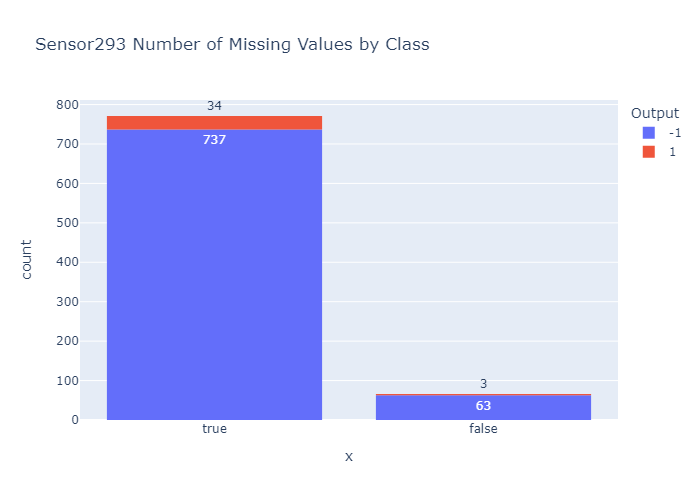 Sensor293 Number of Missing Values by Class
Output
-1
1
800
700
600
500
400
300
200
100
0
count
34
737
3
63
true
false
x